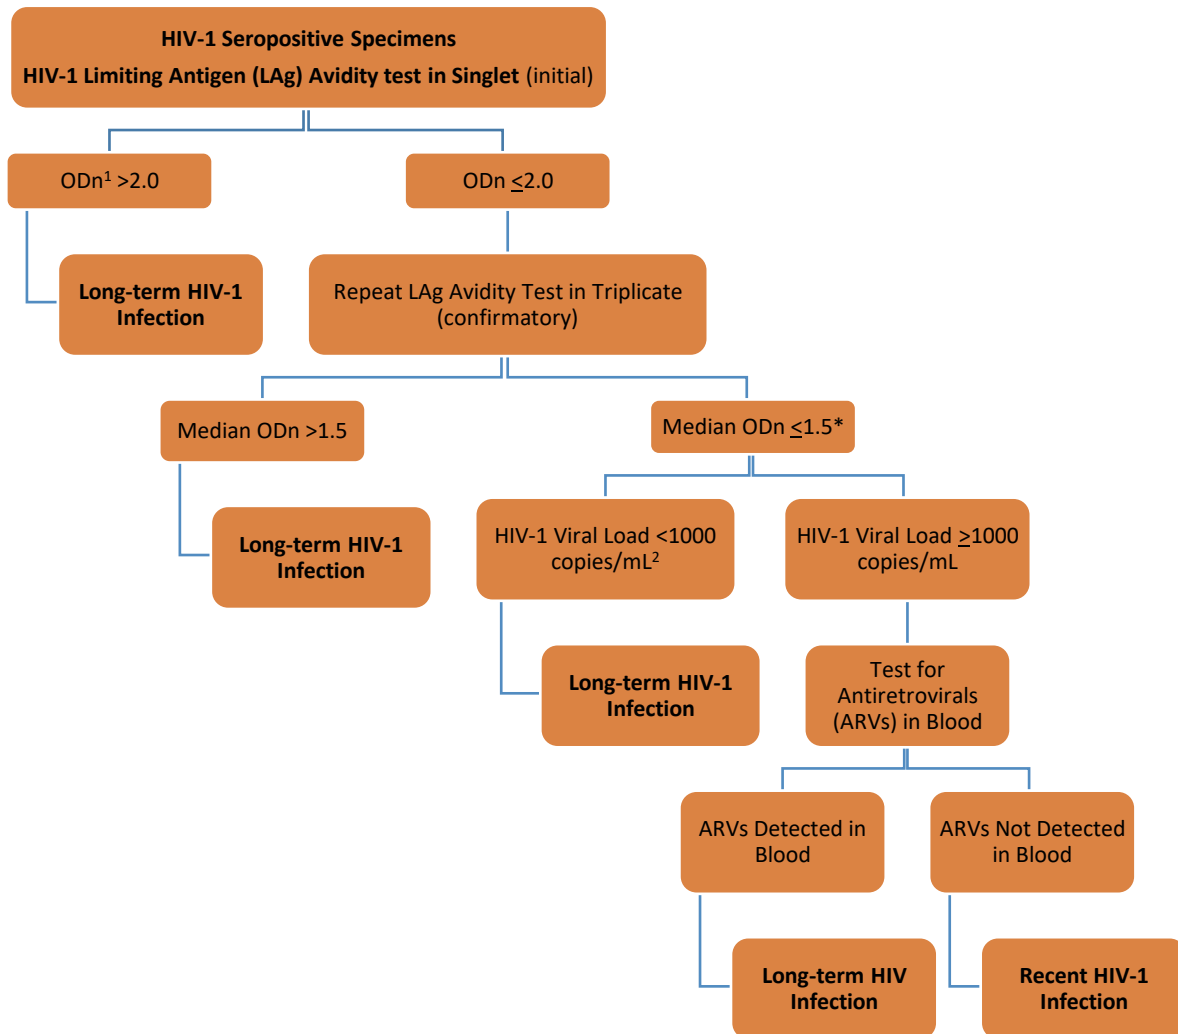 HIV-1 Seropositive Specimens
HIV-1 Limiting Antigen (LAg) Avidity test in Singlet (initial)
ODn¹ >2.0
ODn ≤2.0
Long-term HIV-1
Infection
Repeat LAg Avidity Test in Triplicate
(confirmatory)
Median ODn >1.5
Median ODn ≤1.5*
Long-term HIV-1
Infection
HIV-1 Viral Load <1000
copies/mL²
HIV-1 Viral Load ≥1000
copies/mL
Long-term HIV-1
Infection
Test for
Antiretrovirals
(ARVs) in Blood
ARVs Detected in
Blood
ARVs Not Detected
in Blood
Long-term HIV
Infection
Recent HIV-1
Infection